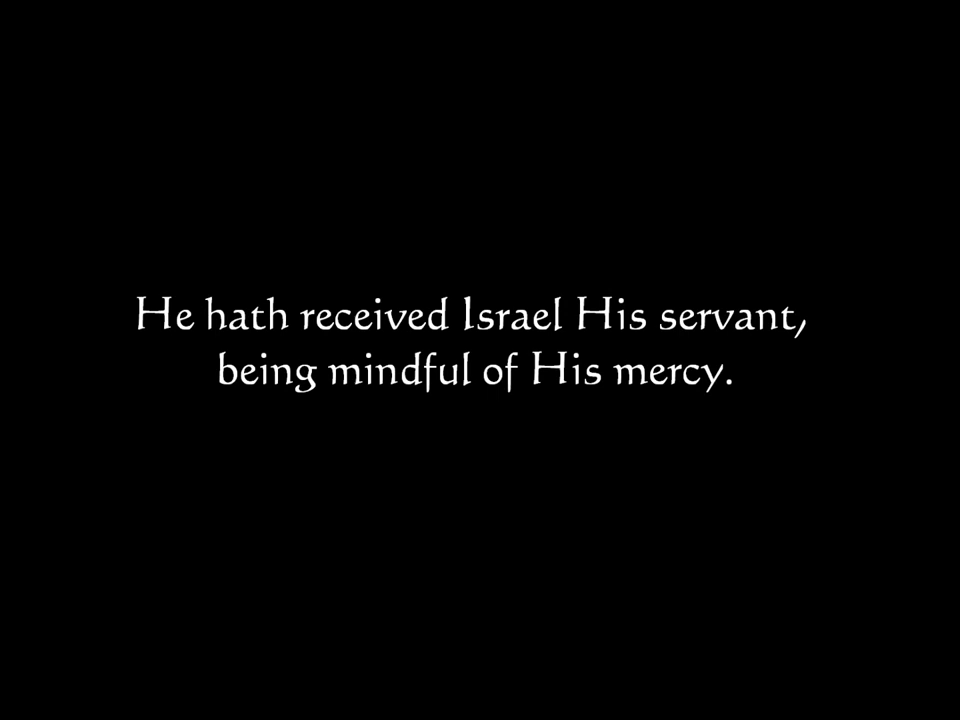 He hath received Israel His servant,
being mindful of His mercy.